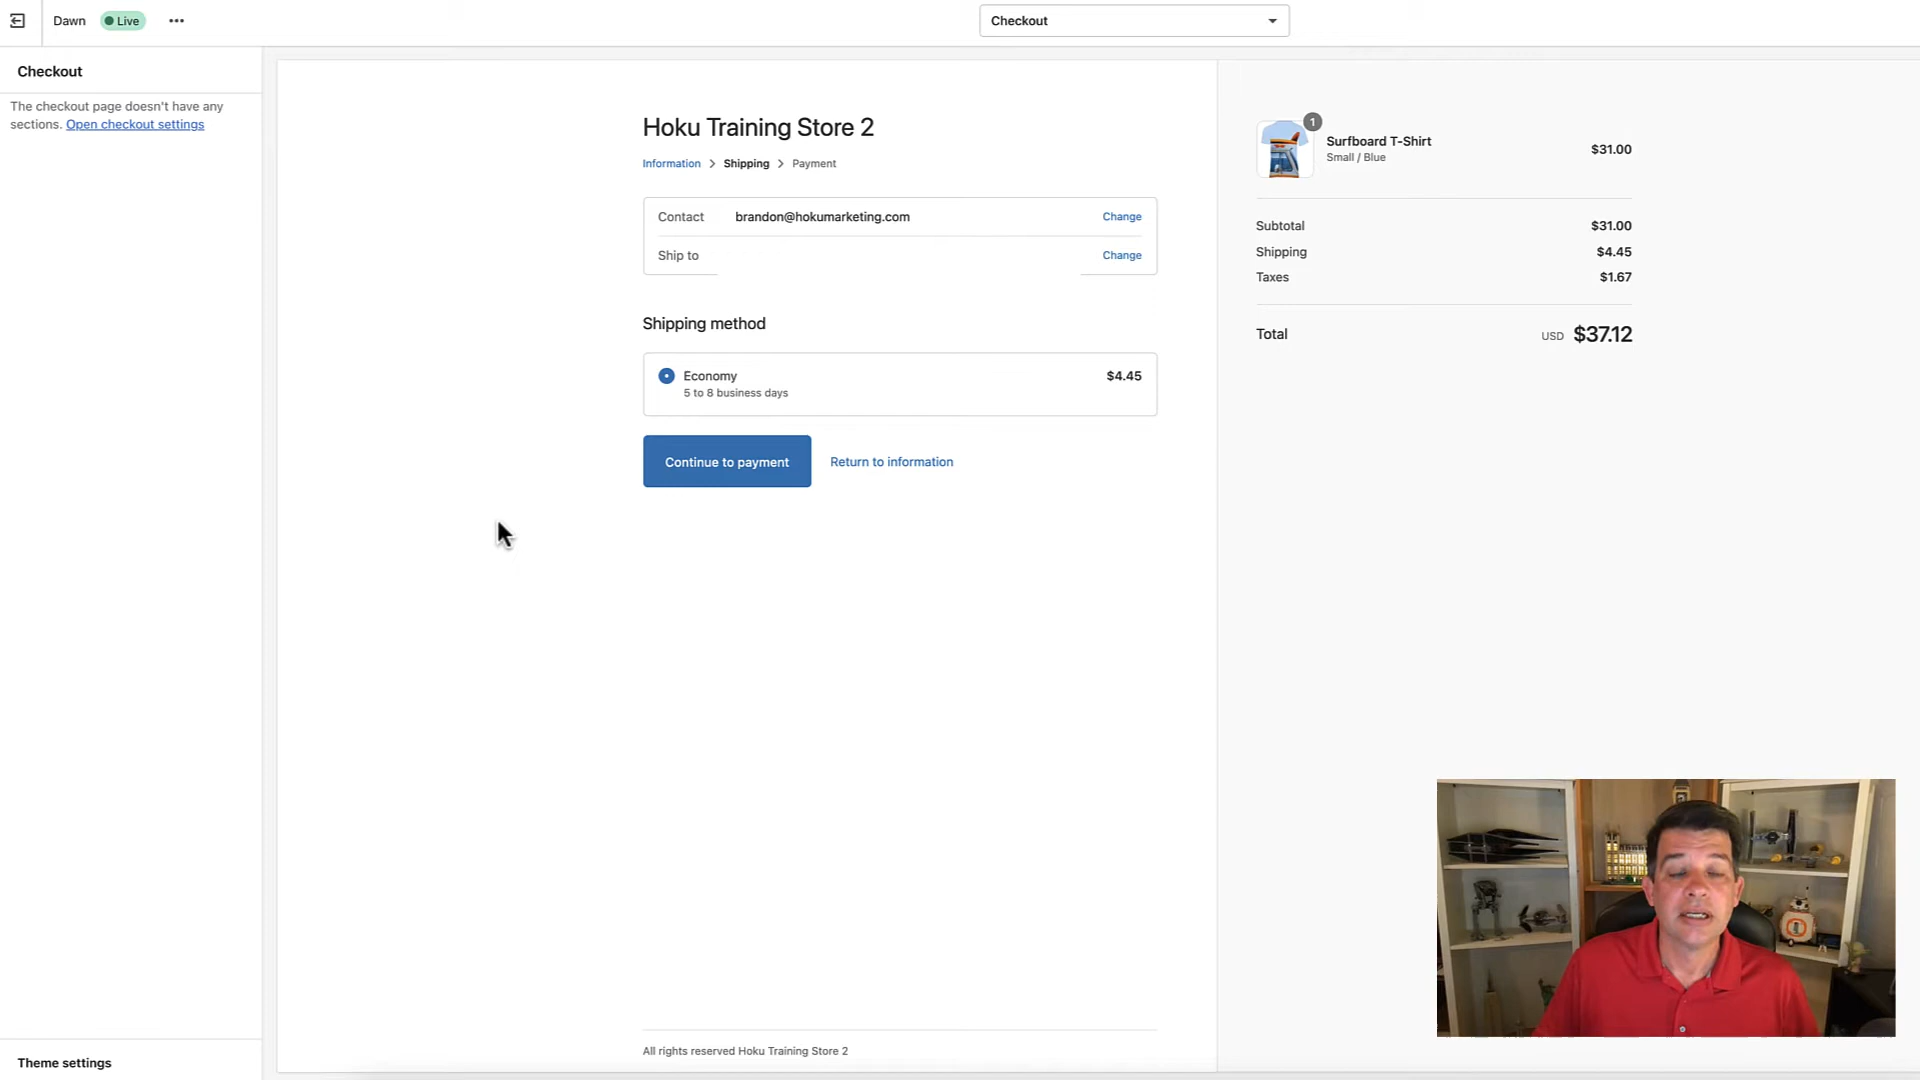 Dawn
Live
Checkout
Checkout
The checkout page doesn't have any
sections. Open checkout settings
Theme settings
Hoku Training Store 2
Information > Shipping > Payment
Contact brandon@hokumarketing.com Change
Ship to Change
Shipping method
Economy $4.45
5 to 8 business days
Continue to payment Return to information
All rights reserved Hoku Training Store 2
1
Surfboard T-Shirt $31.00
Small / Blue
Subtotal $31.00
Shipping $4.45
Taxes $1.67
Total USD $37.12